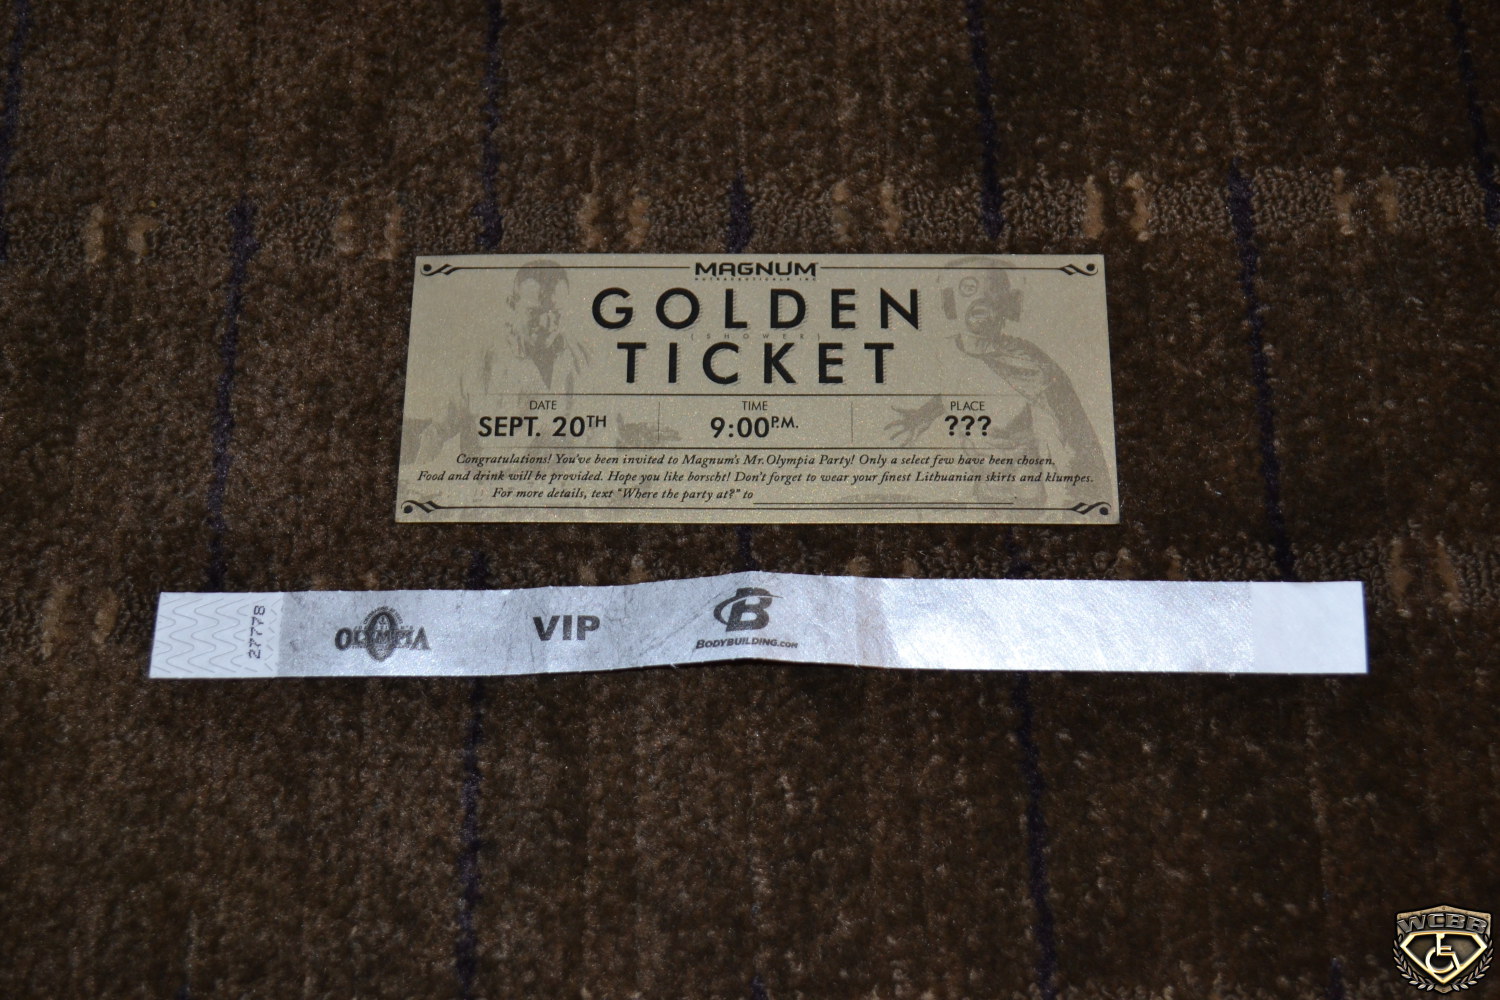 MAGNUM
NUTRACEUTICALS INC
GOLDEN
(SHOWER)
TICKET
DATE TIME PLACE
SEPT. 20TH 9:00P.M. ???
Congratulations! You've been invited to Magnum's Mr.Olympia Party! Only a select few have been chosen.
Food and drink will be provided. Hope you like borscht! Don't forget to wear your finest Lithuanian skirts and klumpes.
For more details, text "Where the party at?" to
27778 OLYMPIA VIP B BODYBUILDING.COM
WCBB